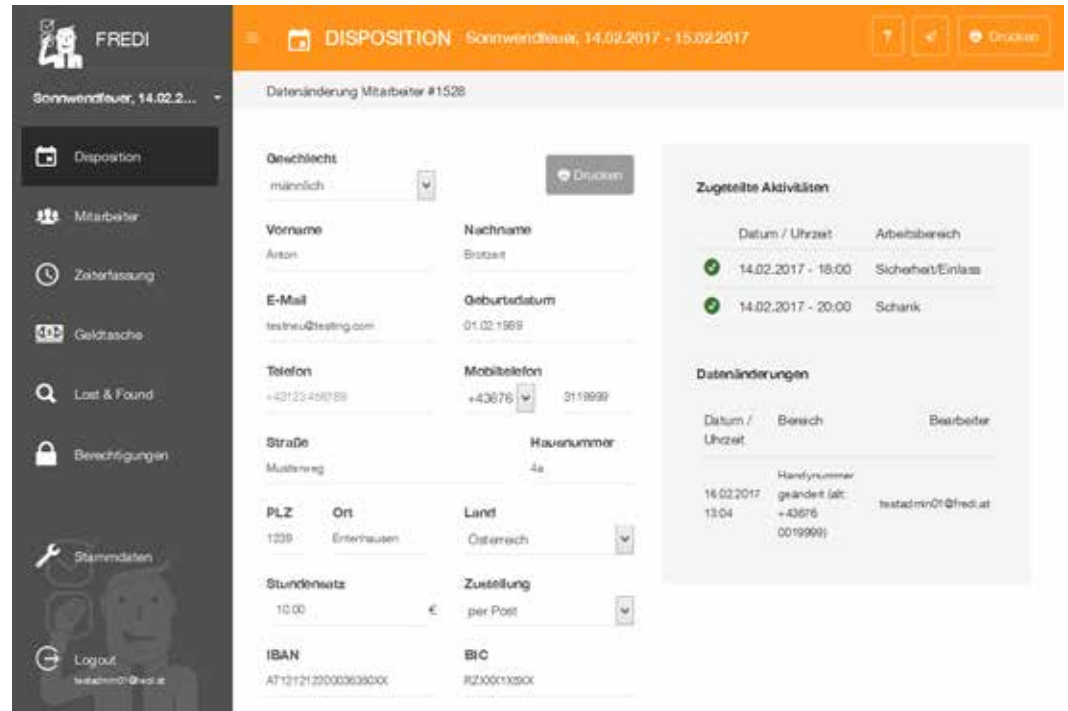 FREDI
DISPOSITION Sonnwendfeuer, 14.02.2017 - 15.02.2017
?
Drucken
Sonnwendfeuer, 14.02.2...
Datenänderung Mitarbeiter #1528
Disposition
Mitarbeiter
Zeiterfassung
Geldtasche
Lost & Found
Berechtigungen
Stammdaten
Logout
testadmin01@fredi.at
Geschlecht
männlich
Drucken
Vorname Nachname
Anton Brotzeit
E-Mail Geburtsdatum
testneu@testing.com 01.02.1989
Telefon Mobiltelefon
+43123456789 +43676 3119999
Straße Hausnummer
Musterweg 4a
PLZ Ort Land
1239 Entenhausen Österreich
Stundensatz Zustellung
10.00 € per Post
IBAN BIC
Zugeteilte Aktivitäten
Datum / Uhrzeit Arbeitsbereich
14.02.2017 - 18:00 Sicherheit/Einlass
14.02.2017 - 20:00 Schank
Datenänderungen
Datum / Uhrzeit Bereich Bearbeiter
16.02.2017 13:04 Handynummer geändert (alt: +43676 0019999) testadmin01@fredi.at